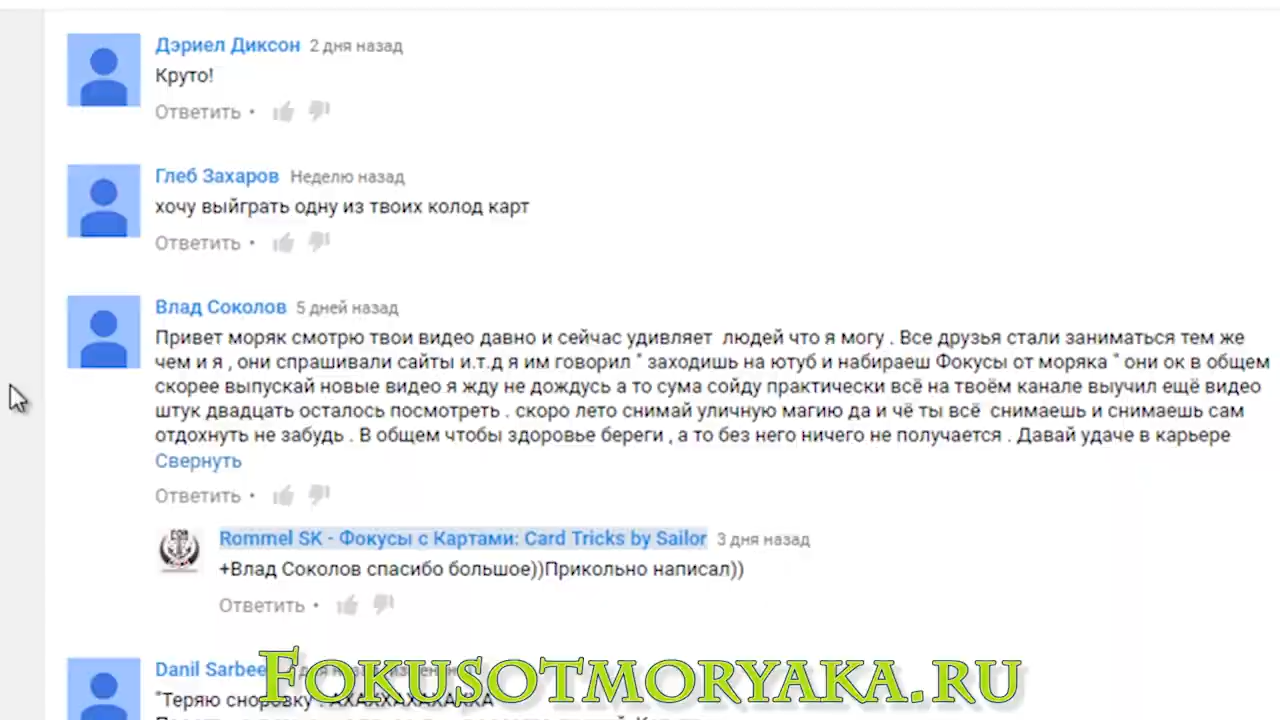 Дэриел Диксон 2 дня назад
Круто!
Ответить •
Глеб Захаров Неделю назад
хочу выйграть одну из твоих колод карт
Ответить •
Влад Соколов 5 дней назад
Привет моряк смотрю твои видео давно и сейчас удивляет людей что я могу . Все друзья стали заниматься тем же
чем и я , они спрашивали сайты и.т.д я им говорил " заходишь на ютуб и набираеш Фокусы от моряка " они ок в общем
скорее выпускай новые видео я жду не дождусь а то сума сойду практически всё на твоём канале выучил ещё видео
штук двадцать осталось посмотреть . скоро лето снимай уличную магию да и чё ты всё снимаешь и снимаешь сам
отдохнуть не забудь . В общем чтобы здоровье береги , а то без него ничего не получается . Давай удаче в карьере
Свернуть
Ответить •
Rommel SK - Фокусы с Картами: Card Tricks by Sailor 3 дня назад
+Влад Соколов спасибо большое))Прикольно написал))
Ответить •
Danil Sarbee
Fokusotmoryaka.ru
"Теряю сноровку